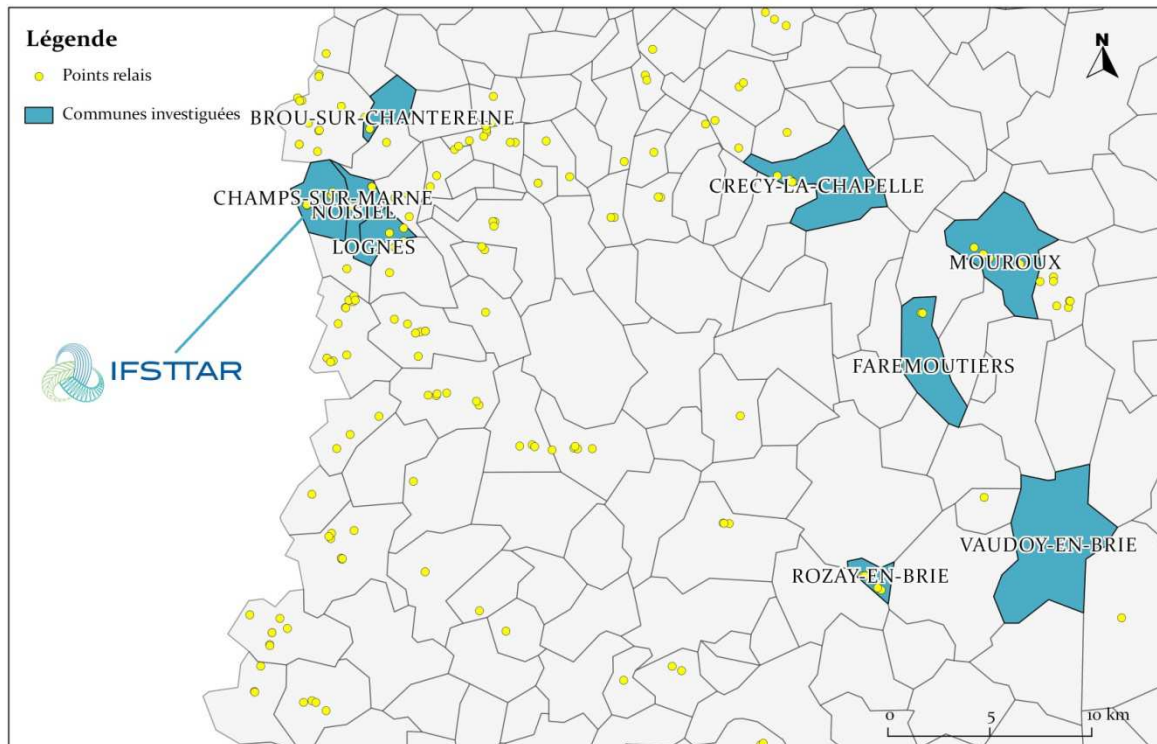 Légende
Points relais
Communes investiguées
N
BROU-SUR-CHANTEREINE
CHAMPS-SUR-MARNE
NOISIEL
LOGNES
CRECY-LA-CHAPELLE
MOUROUX
IFSTTAR
FAREMOUTIERS
VAUDOY-EN-BRIE
ROZAY-EN-BRIE
0 5 10 km